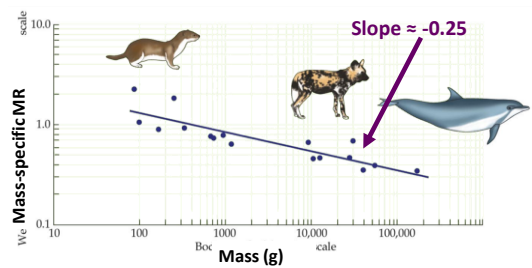 Slope ≈ -0.25
scale
10.0
Mass-specific MR
1.0
We
0.1
10
100
1000
10,000
100,000
Boc
cale
Mass (g)